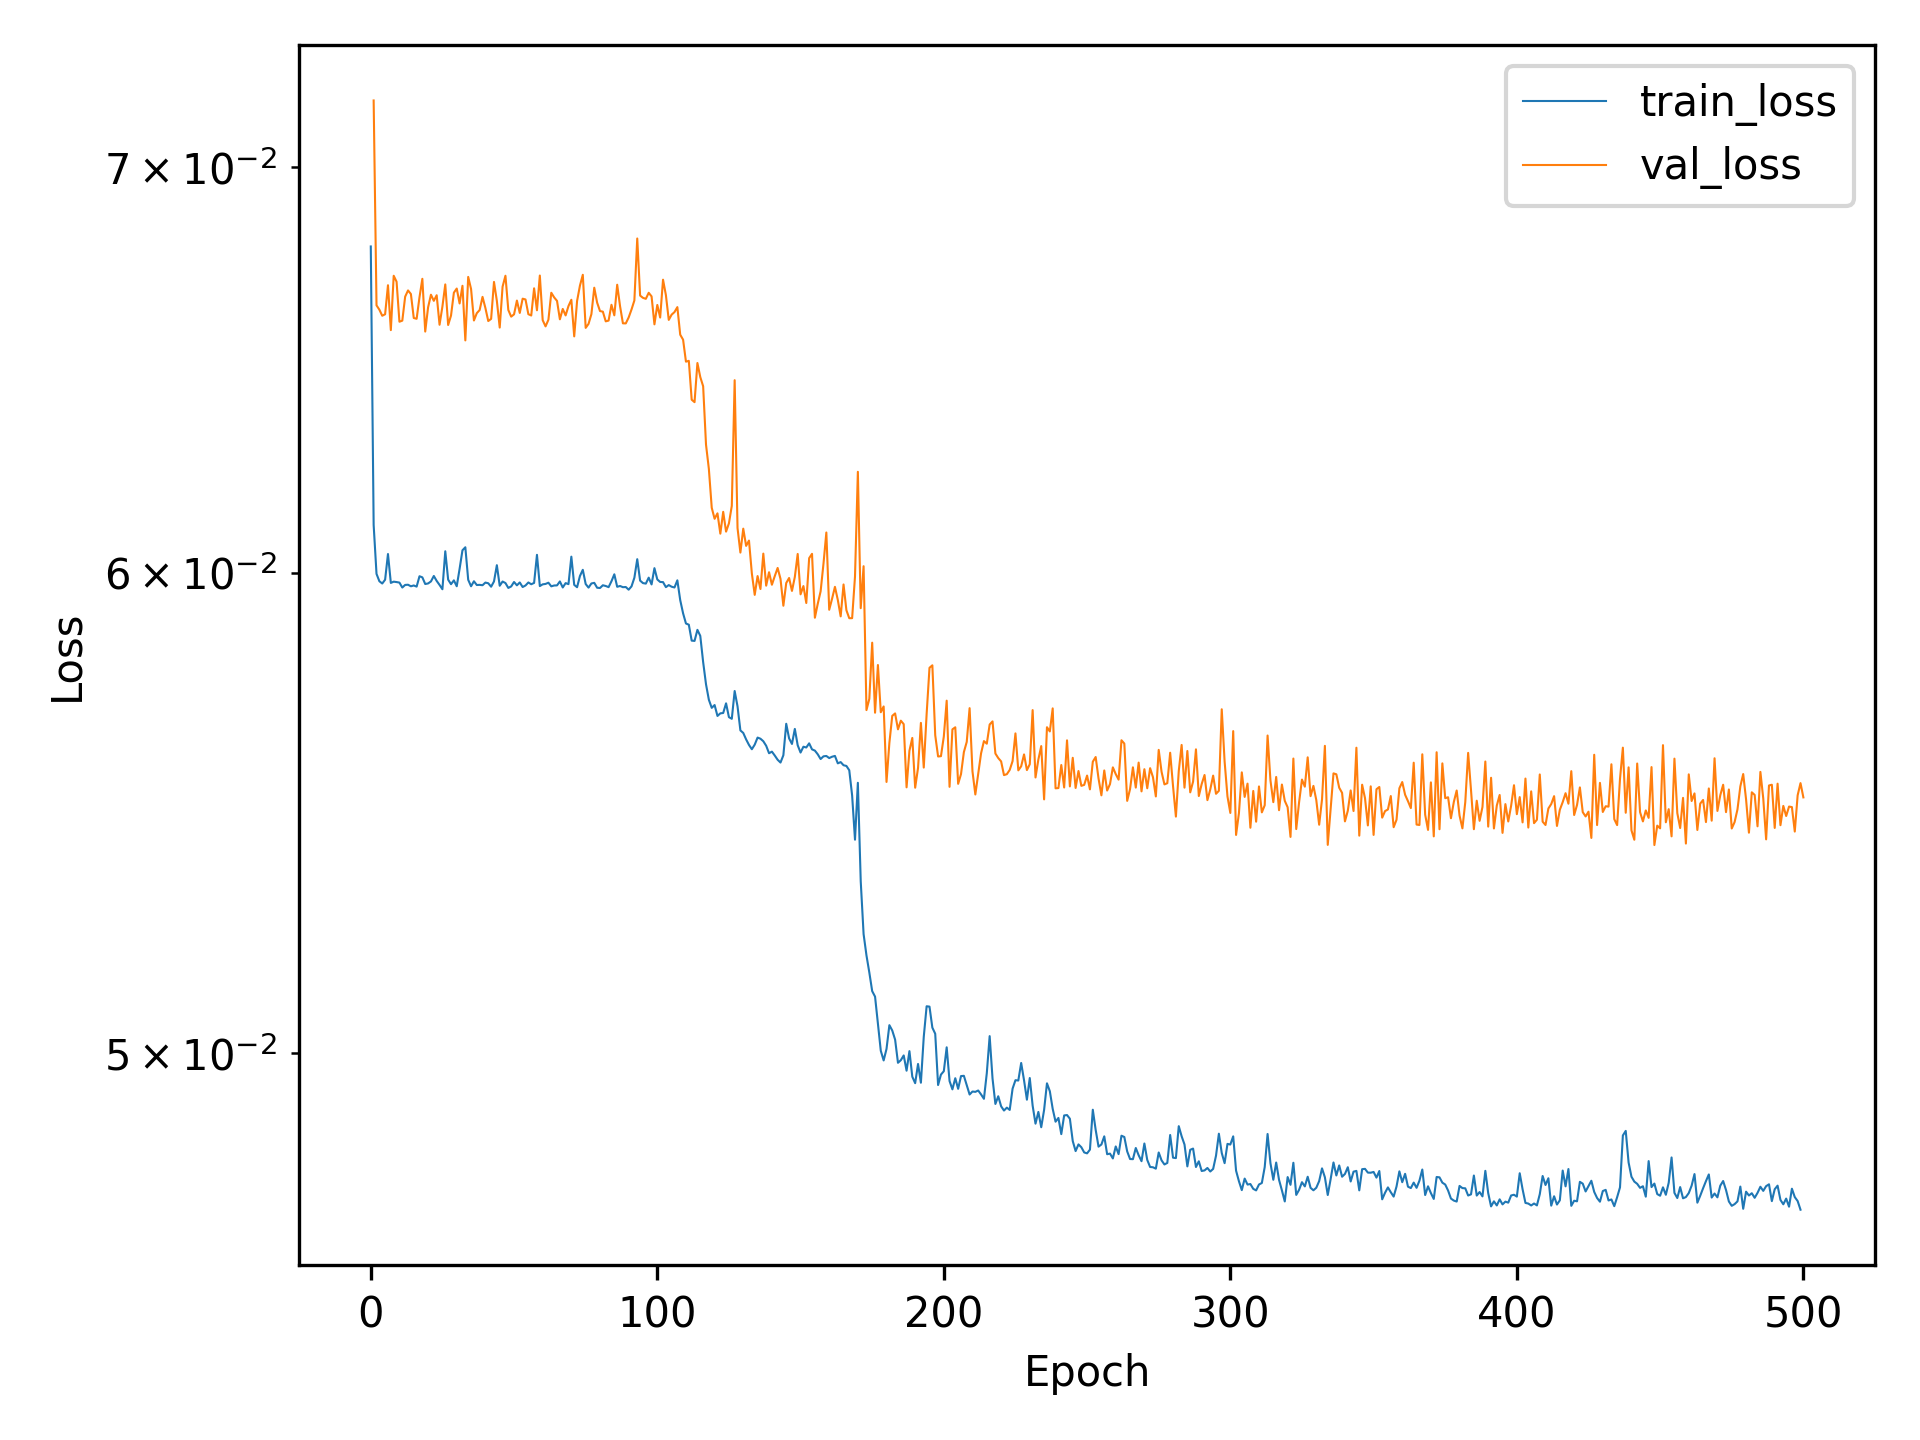 train_loss
val_loss
7 × 10⁻²
6 × 10⁻²
5 × 10⁻²
Loss
0 100 200 300 400 500
Epoch